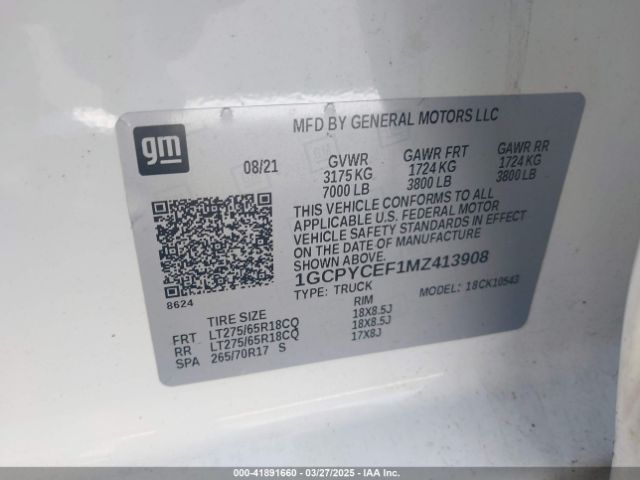 gm
MFD BY GENERAL MOTORS LLC
08/21
GVWR GAWR FRT GAWR RR
3175 KG 1724 KG 1724 KG
7000 LB 3800 LB 3800 LB
THIS VEHICLE CONFORMS TO ALL
APPLICABLE U.S. FEDERAL MOTOR
VEHICLE SAFETY STANDARDS IN EFFECT
ON THE DATE OF MANUFACTURE
SHOWN ABOVE.
1GCPYCEF1MZ413908
8624
TYPE: TRUCK MODEL: 18CK10543
TIRE SIZE RIM
FRT LT275/65R18CQ 18X8.5J
RR LT275/65R18CQ 18X8.5J
SPA 265/70R17 S 17X8J
000-41891660 — 03/27/2025 — IAA Inc.